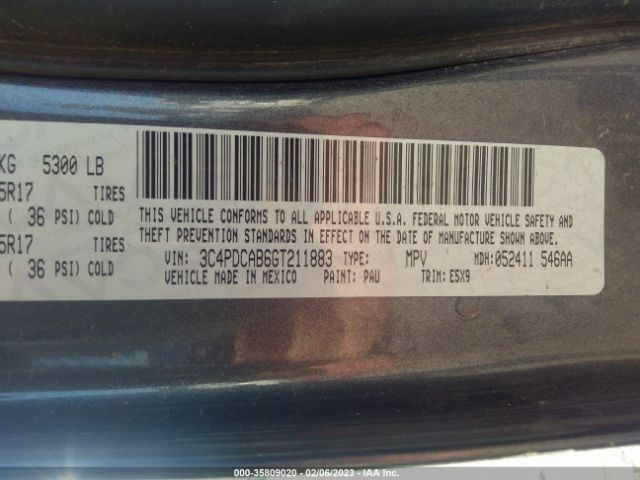 KG 5300 LB
5R17 TIRES
( 36 PSI) COLD
5R17 TIRES
( 36 PSI) COLD
THIS VEHICLE CONFORMS TO ALL APPLICABLE U.S.A. FEDERAL MOTOR VEHICLE SAFETY AND
THEFT PREVENTION STANDARDS IN EFFECT ON THE DATE OF MANUFACTURE SHOWN ABOVE.
VIN: 3C4PDCAB6GT211883 TYPE: MPV MDH: 052411 546AA
VEHICLE MADE IN MEXICO PAINT: PAU TRIM: E5X9
000-35809020 - 02/06/2023 - IAA Inc.